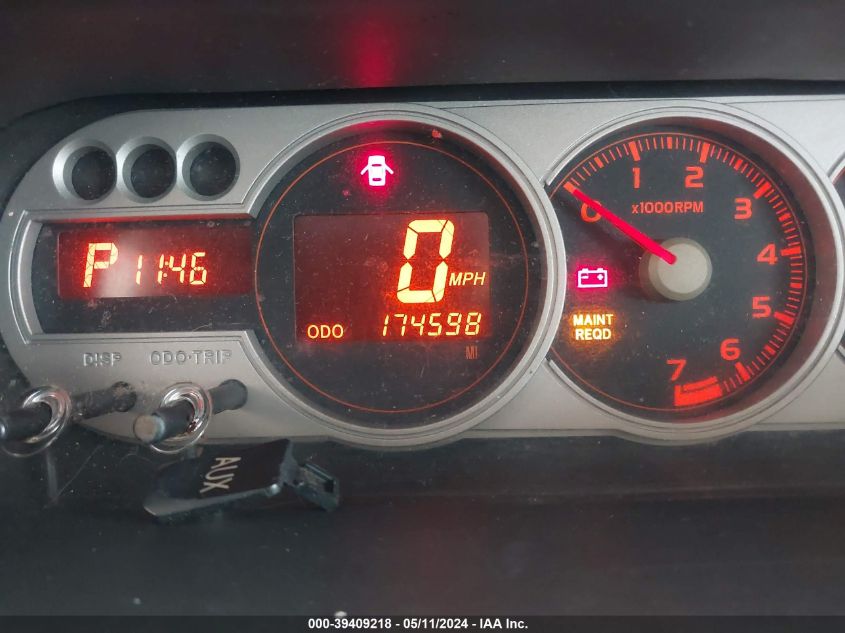 P 11:46
0 MPH
ODO 174598
MI
DISP ODO·TRIP
AUX
0 1 2 3 4 5 6 7
x1000RPM
MAINT
REQD
000-39409218 - 05/11/2024 - IAA Inc.